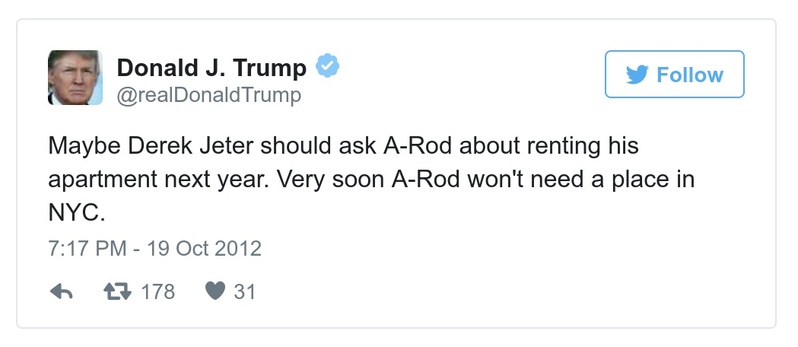 Donald J. Trump
Follow
@realDonaldTrump
Maybe Derek Jeter should ask A-Rod about renting his
apartment next year. Very soon A-Rod won't need a place in
NYC.
7:17 PM - 19 Oct 2012
178 31